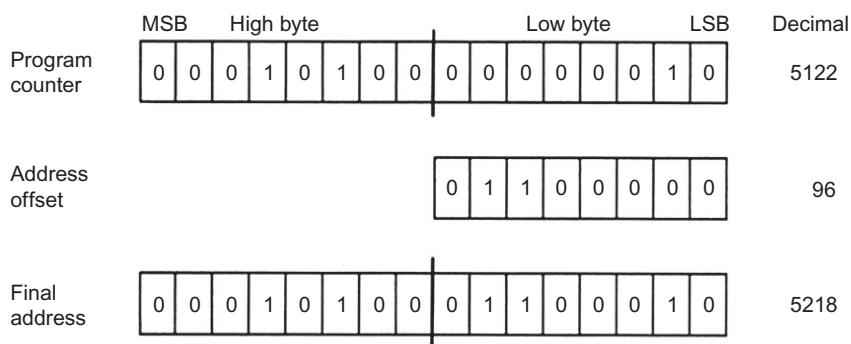 MSB High byte Low byte LSB Decimal
Program counter 0 0 0 1 0 1 0 0 0 0 0 0 0 0 1 0 5122
Address offset 0 1 1 0 0 0 0 0 96
Final address 0 0 0 1 0 1 0 0 0 1 1 0 0 0 1 0 5218